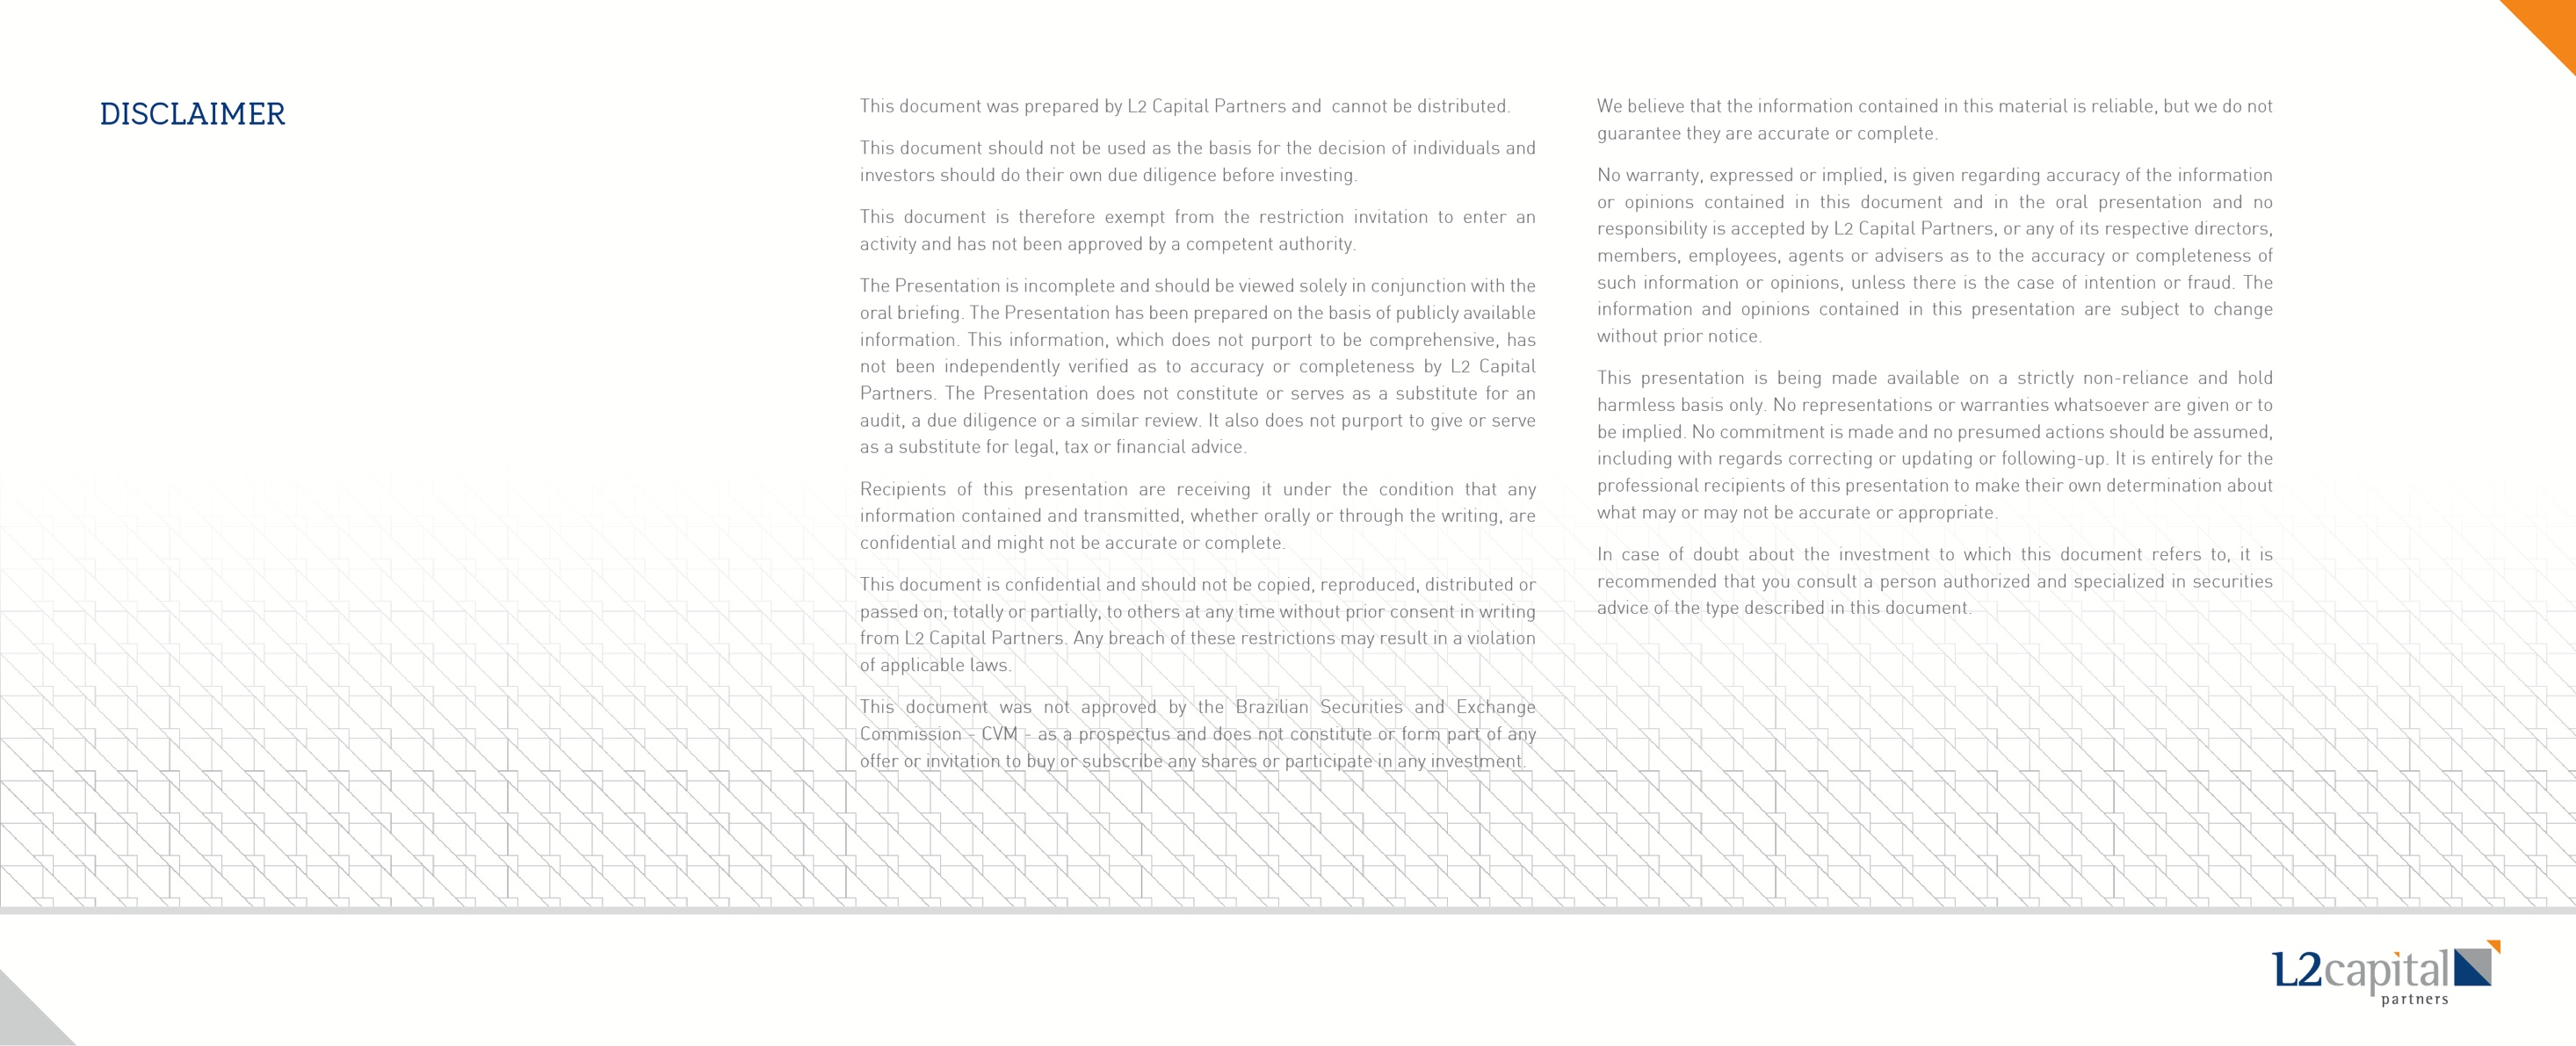 DISCLAIMER
This document was prepared by L2 Capital Partners and  cannot be distributed.
This document should not be used as the basis for the decision of individuals and
investors should do their own due diligence before investing.
This document is therefore exempt from the restriction invitation to enter an
activity and has not been approved by a competent authority.
The Presentation is incomplete and should be viewed solely in conjunction with the
oral briefing. The Presentation has been prepared on the basis of publicly available
information. This information, which does not purport to be comprehensive, has
not been independently verified as to accuracy or completeness by L2 Capital
Partners. The Presentation does not constitute or serves as a substitute for an
audit, a due diligence or a similar review. It also does not purport to give or serve
as a substitute for legal, tax or financial advice.
Recipients of this presentation are receiving it under the condition that any
information contained and transmitted, whether orally or through the writing, are
confidential and might not be accurate or complete.
This document is confidential and should not be copied, reproduced, distributed or
passed on, totally or partially, to others at any time without prior consent in writing
from L2 Capital Partners. Any breach of these restrictions may result in a violation
of applicable laws.
This document was not approved by the Brazilian Securities and Exchange
Commission - CVM - as a prospectus and does not constitute or form part of any
offer or invitation to buy or subscribe any shares or participate in any investment.
We believe that the information contained in this material is reliable, but we do not
guarantee they are accurate or complete.
No warranty, expressed or implied, is given regarding accuracy of the information
or opinions contained in this document and in the oral presentation and no
responsibility is accepted by L2 Capital Partners, or any of its respective directors,
members, employees, agents or advisers as to the accuracy or completeness of
such information or opinions, unless there is the case of intention or fraud. The
information and opinions contained in this presentation are subject to change
without prior notice.
This presentation is being made available on a strictly non-reliance and hold
harmless basis only. No representations or warranties whatsoever are given or to
be implied. No commitment is made and no presumed actions should be assumed,
including with regards correcting or updating or following-up. It is entirely for the
professional recipients of this presentation to make their own determination about
what may or may not be accurate or appropriate.
In case of doubt about the investment to which this document refers to, it is
recommended that you consult a person authorized and specialized in securities
advice of the type described in this document.
L2capital
partners